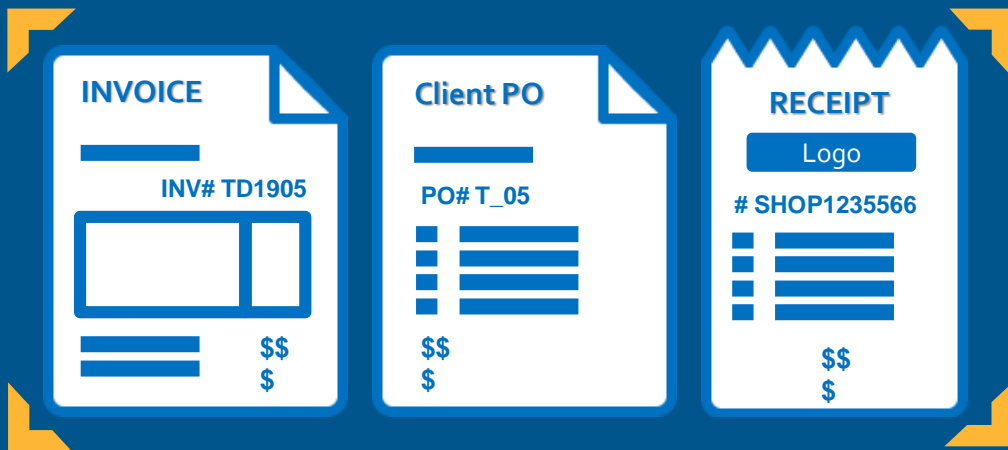 INVOICE
INV# TD1905
$$
$
Client PO
PO# T_05
$$
$
RECEIPT
Logo
# SHOP1235566
$$
$